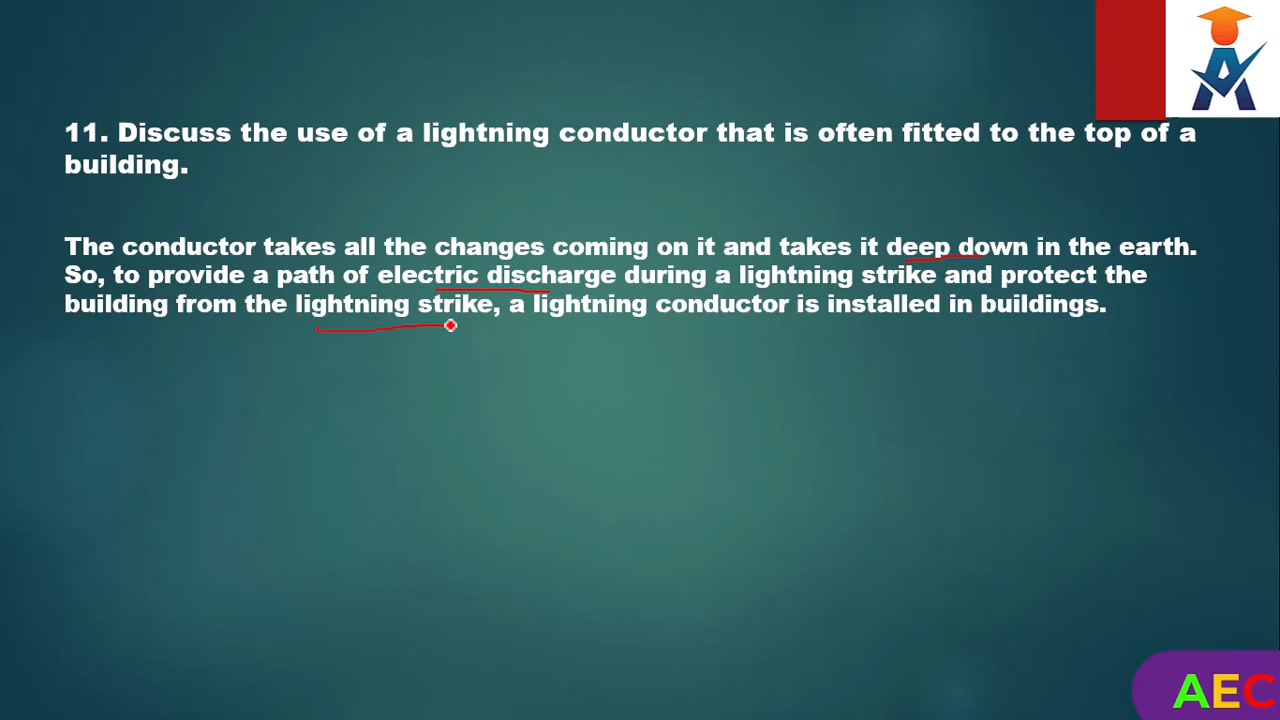 11. Discuss the use of a lightning conductor that is often fitted to the top of a
building.
The conductor takes all the changes coming on it and takes it deep down in the earth.
So, to provide a path of electric discharge during a lightning strike and protect the
building from the lightning strike, a lightning conductor is installed in buildings.
AEC